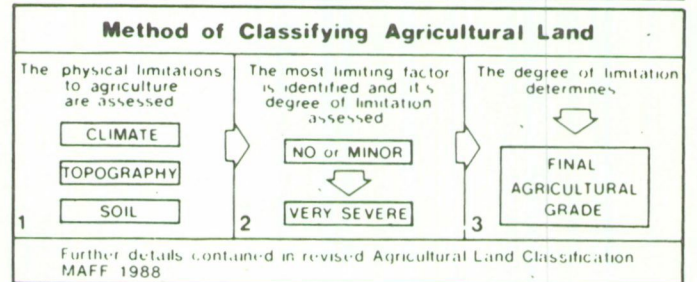 Method of Classifying Agricultural Land
The physical limitations
to agriculture
are assessed
CLIMATE
TOPOGRAPHY
SOIL
1
The most limiting factor
is identified and it's
degree of limitation
assessed
NO or MINOR
VERY SEVERE
2
The degree of limitation
determines
FINAL
AGRICULTURAL
GRADE
3
Further details contained in revised Agricultural Land Classification
MAFF 1988